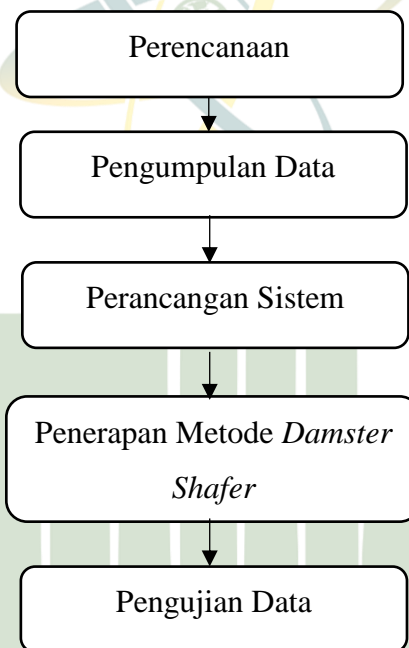 Perencanaan
Pengumpulan Data
Perancangan Sistem
Penerapan Metode Damster
Shafer
Pengujian Data